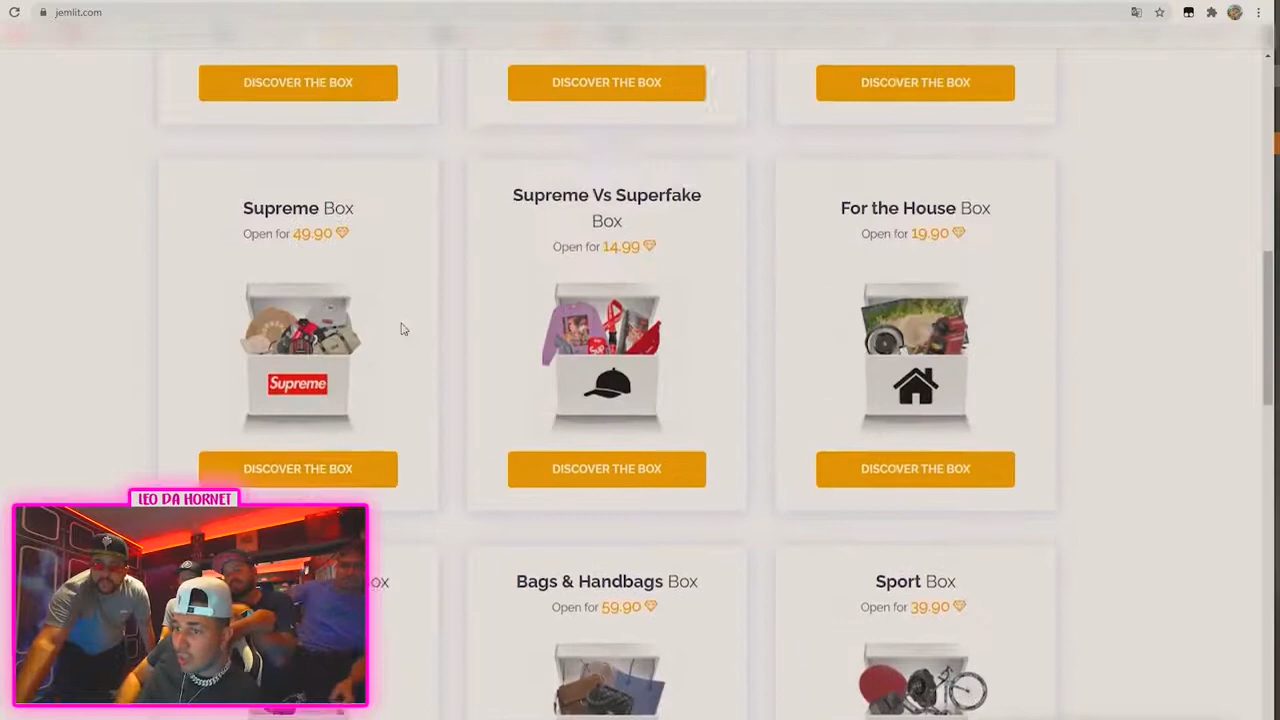 jemlit.com
DISCOVER THE BOX
DISCOVER THE BOX
DISCOVER THE BOX
Supreme Box
Open for 49.90
Supreme
DISCOVER THE BOX
Supreme Vs Superfake
Box
Open for 14.99
DISCOVER THE BOX
For the House Box
Open for 19.90
DISCOVER THE BOX
LEO DA HORNET
ox
Bags & Handbags Box
Open for 59.90
Sport Box
Open for 39.90